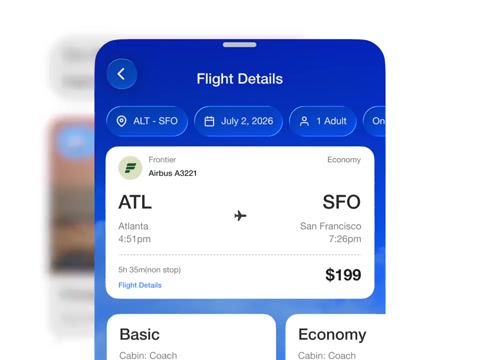 Flight Details
ALT - SFO
July 2, 2026
1 Adult
On
Frontier
Economy
Airbus A3221
ATL
SFO
Atlanta
San Francisco
4:51pm
7:26pm
5h 35m(non stop)
$199
Flight Details
Basic
Economy
Cabin: Coach
Cabin: Coach